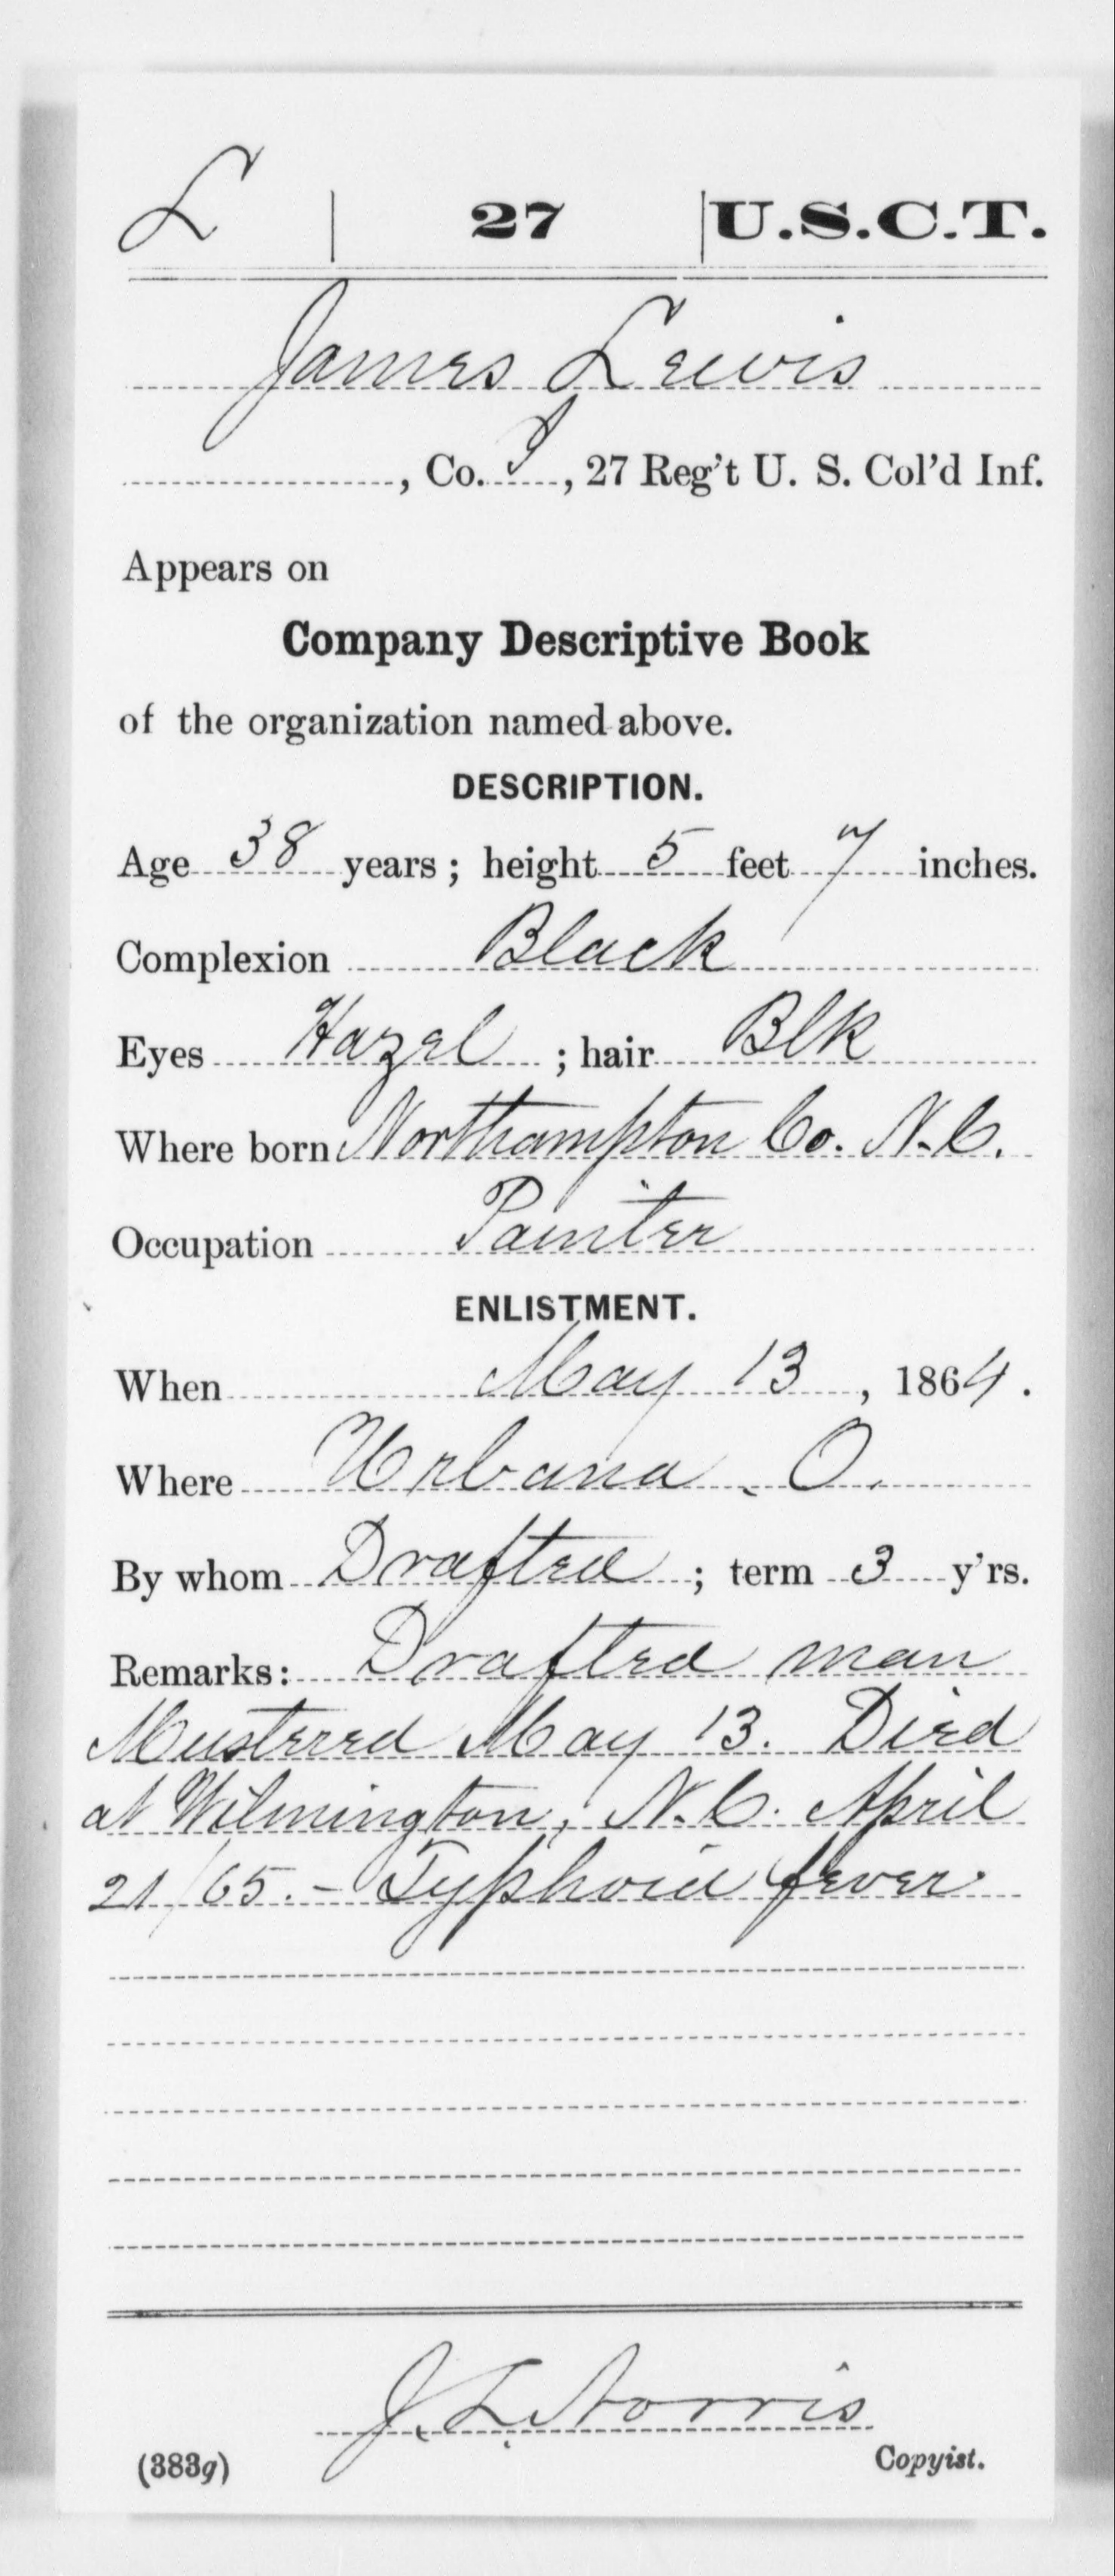 L | 27 | U.S.C.T.
James Lewis
, Co. I, 27 Reg't U. S. Col'd Inf.
Appears on
Company Descriptive Book
of the organization named above.
DESCRIPTION.
Age 38 years; height 5 feet 7 inches.
Complexion Black
Eyes Hazel; hair Blk
Where born Northampton Co. N.C.
Occupation Painter
ENLISTMENT.
When May 13, 1864.
Where Urbana, O.
By whom Drafted; term 3 y'rs.
Remarks: Drafted man
Mustered May 13. Died
at Wilmington, N.C. April
21/65. - Typhoid fever
J. L. Norris
(383g) Copyist.